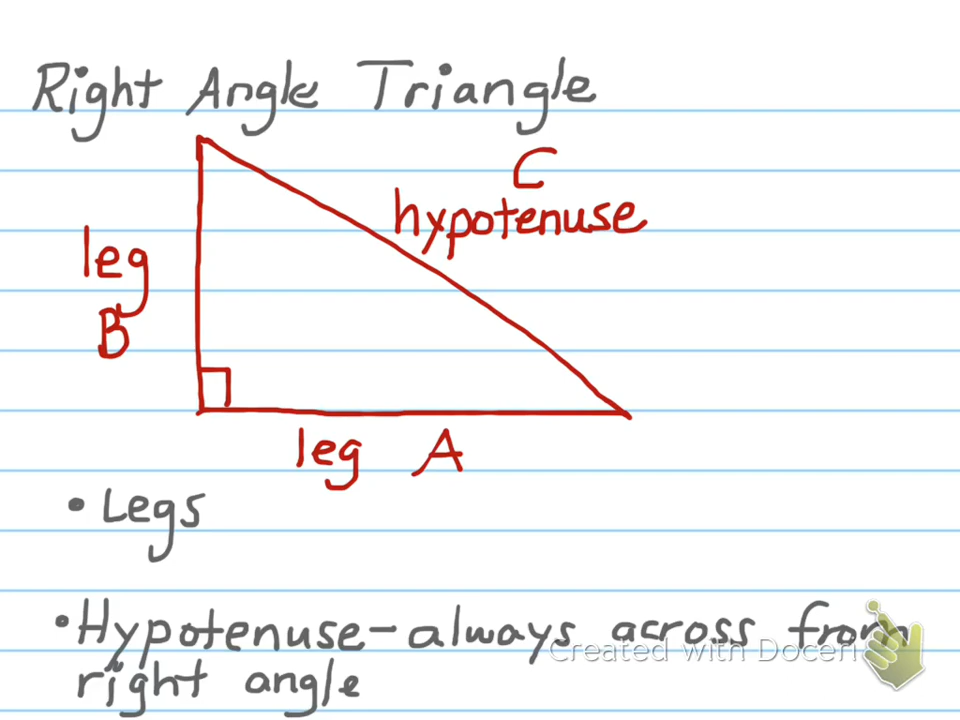 Right Angle Triangle
C
hypotenuse
leg
B
leg A
• Legs
• Hypotenuse - always across from
right angle
Created with Doceri